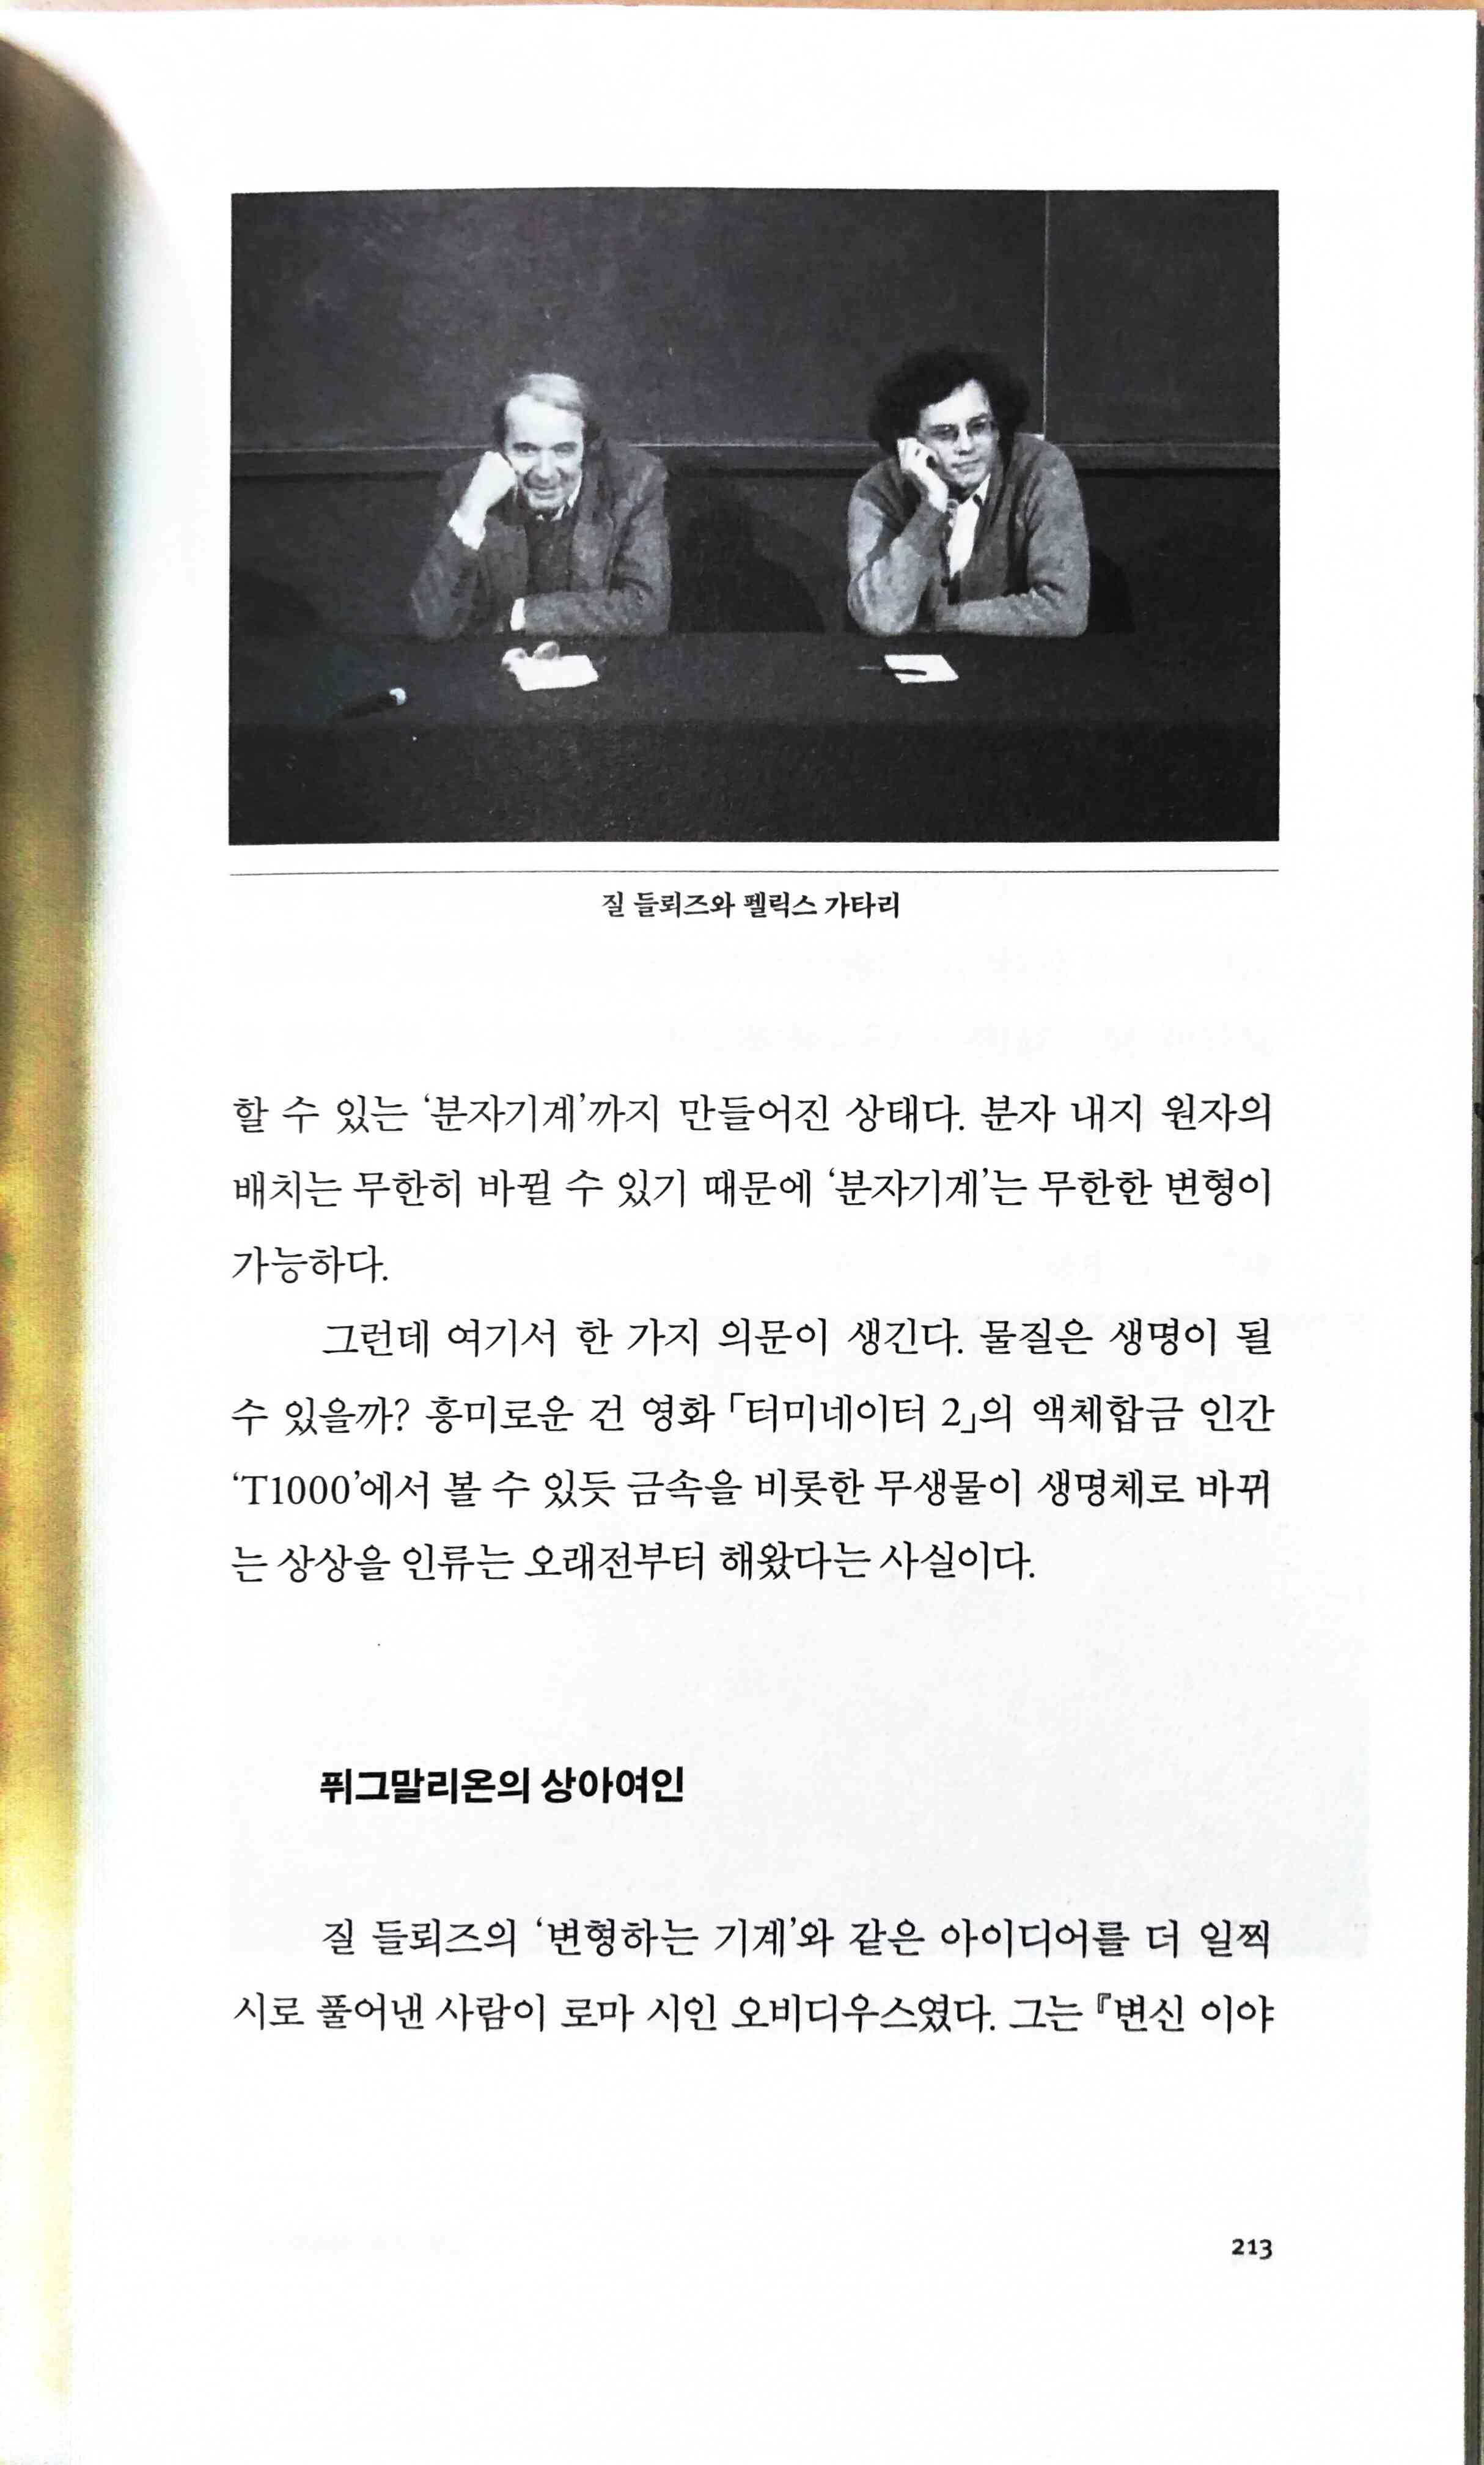 질 들뢰즈와 펠릭스 가타리
할 수 있는 ‘분자기계’까지 만들어진 상태다. 분자 내지 원자의
배치는 무한히 바뀔 수 있기 때문에 ‘분자기계’는 무한한 변형이
가능하다.
그런데 여기서 한 가지 의문이 생긴다. 물질은 생명이 될
수 있을까? 흥미로운 건 영화 「터미네이터 2」의 액체합금 인간
‘T1000’에서 볼 수 있듯 금속을 비롯한 무생물이 생명체로 바뀌
는 상상을 인류는 오래전부터 해왔다는 사실이다.
퓌그말리온의 상아여인
질 들뢰즈의 ‘변형하는 기계’와 같은 아이디어를 더 일찍
시로 풀어낸 사람이 로마 시인 오비디우스였다. 그는 『변신 이야
213